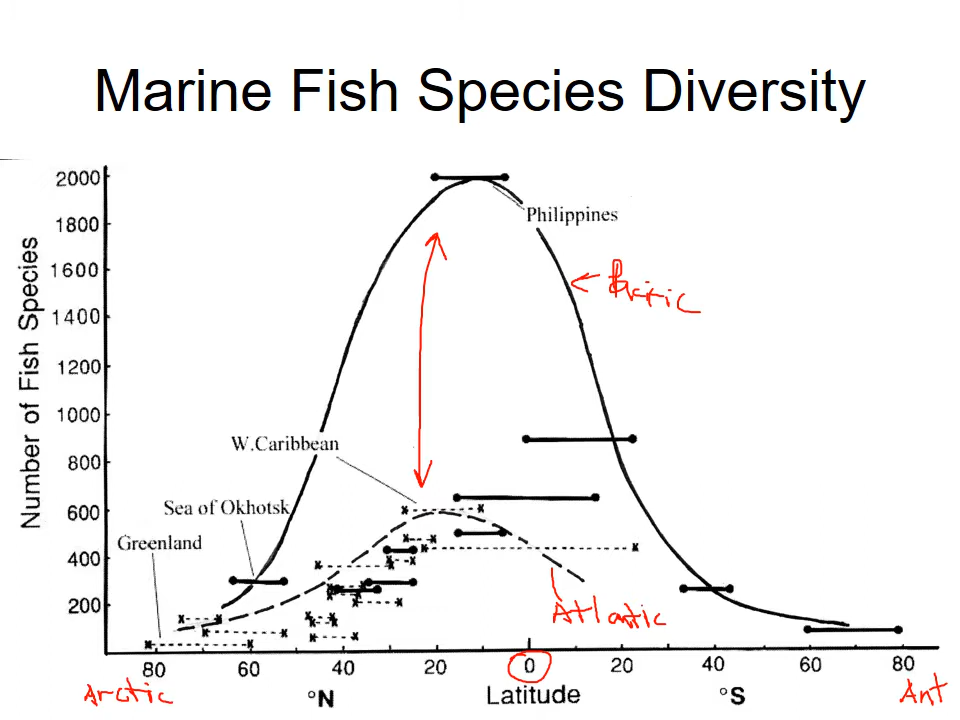 Marine Fish Species Diversity
Number of Fish Species
2000
1800
1600
1400
1200
1000
800
600
400
200
Philippines
Pacific
W.Caribbean
Sea of Okhotsk
Greenland
Atlantic
80 60 40 20 0 20 40 60 80
Arctic °N Latitude °S Ant